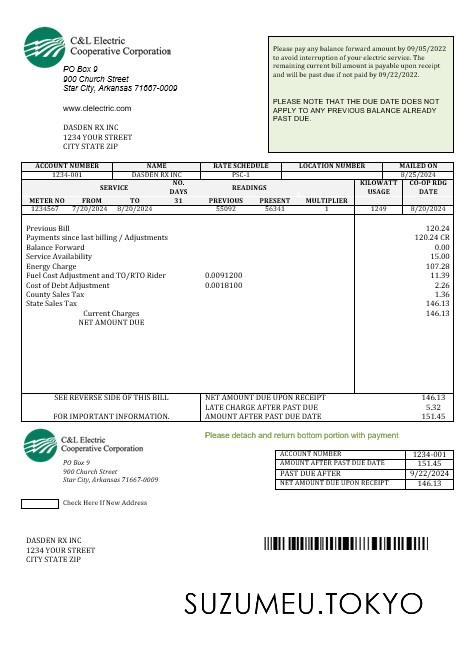 C&L Electric
Cooperative Corporation
PO Box 9
900 Church Street
Star City, Arkansas 71667-0009
www.clelectric.com
DASDEN RX INC
1234 YOUR STREET
CITY STATE ZIP
Please pay any balance forward amount by 09/05/2022
to avoid interruption of your electric service. The
remaining current bill amount is payable upon receipt
and will be past due if not paid by 09/22/2022.
PLEASE NOTE THAT THE DUE DATE DOES NOT
APPLY TO ANY PREVIOUS BALANCE ALREADY
PAST DUE.
ACCOUNT NUMBER NAME RATE SCHEDULE LOCATION NUMBER MAILED ON
1234-001 DASDEN RX INC PSC-1 8/25/2024
SERVICE NO. DAYS READINGS KILOWATT USAGE CO-OP RDG DATE
METER NO FROM TO 31 PREVIOUS PRESENT MULTIPLIER
1234567 7/20/2024 8/20/2024 55092 56341 1 1249 8/20/2024
Previous Bill 120.24
Payments since last billing / Adjustments 120.24 CR
Balance Forward 0.00
Service Availability 15.00
Energy Charge 107.28
Fuel Cost Adjustment and TO/RTO Rider 0.0091200 11.39
Cost of Debt Adjustment 0.0018100 2.26
County Sales Tax 1.36
State Sales Tax 146.13
Current Charges 146.13
NET AMOUNT DUE
SEE REVERSE SIDE OF THIS BILL NET AMOUNT DUE UPON RECEIPT 146.13
LATE CHARGE AFTER PAST DUE 5.32
FOR IMPORTANT INFORMATION. AMOUNT AFTER PAST DUE DATE 151.45
C&L Electric
Cooperative Corporation
PO Box 9
900 Church Street
Star City, Arkansas 71667-0009
Please detach and return bottom portion with payment
ACCOUNT NUMBER 1234-001
AMOUNT AFTER PAST DUE DATE 151.45
PAST DUE AFTER 9/22/2024
NET AMOUNT DUE UPON RECEIPT 146.13
Check Here If New Address
DASDEN RX INC
1234 YOUR STREET
CITY STATE ZIP
SUZUMEU.TOKYO